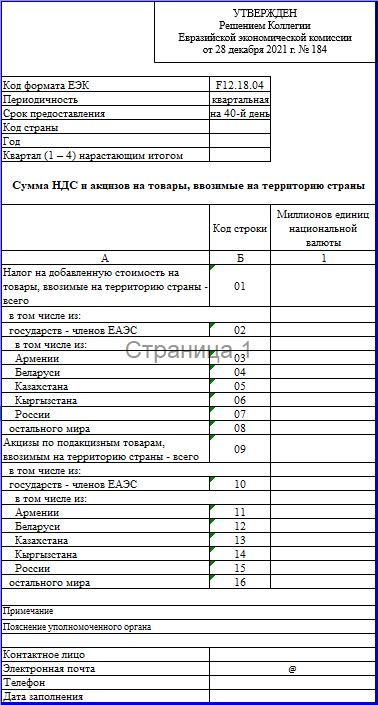 УТВЕРЖДЕН
Решением Коллегии
Евразийской экономической комиссии
от 28 декабря 2021 г. № 184
Код формата ЕЭК F12.18.04
Периодичность квартальная
Срок предоставления на 40-й день
Код страны
Год
Квартал (1 – 4) нарастающим итогом
Сумма НДС и акцизов на товары, ввозимые на территорию страны
Код строки
Миллионов единиц
национальной
валюты
А Б 1
Налог на добавленную стоимость на
товары, ввозимые на территорию страны - 01
всего
в том числе из:
государств - членов ЕАЭС 02
в том числе из:
Страница 1
Армении 03
Беларуси 04
Казахстана 05
Кыргызстана 06
России 07
остального мира 08
Акцизы по подакцизным товарам, 09
ввозимым на территорию страны - всего
в том числе из:
государств - членов ЕАЭС 10
в том числе из:
Армении 11
Беларуси 12
Казахстана 13
Кыргызстана 14
России 15
остального мира 16
Примечание
Пояснение уполномоченного органа
Контактное лицо
Электронная почта @
Телефон
Дата заполнения